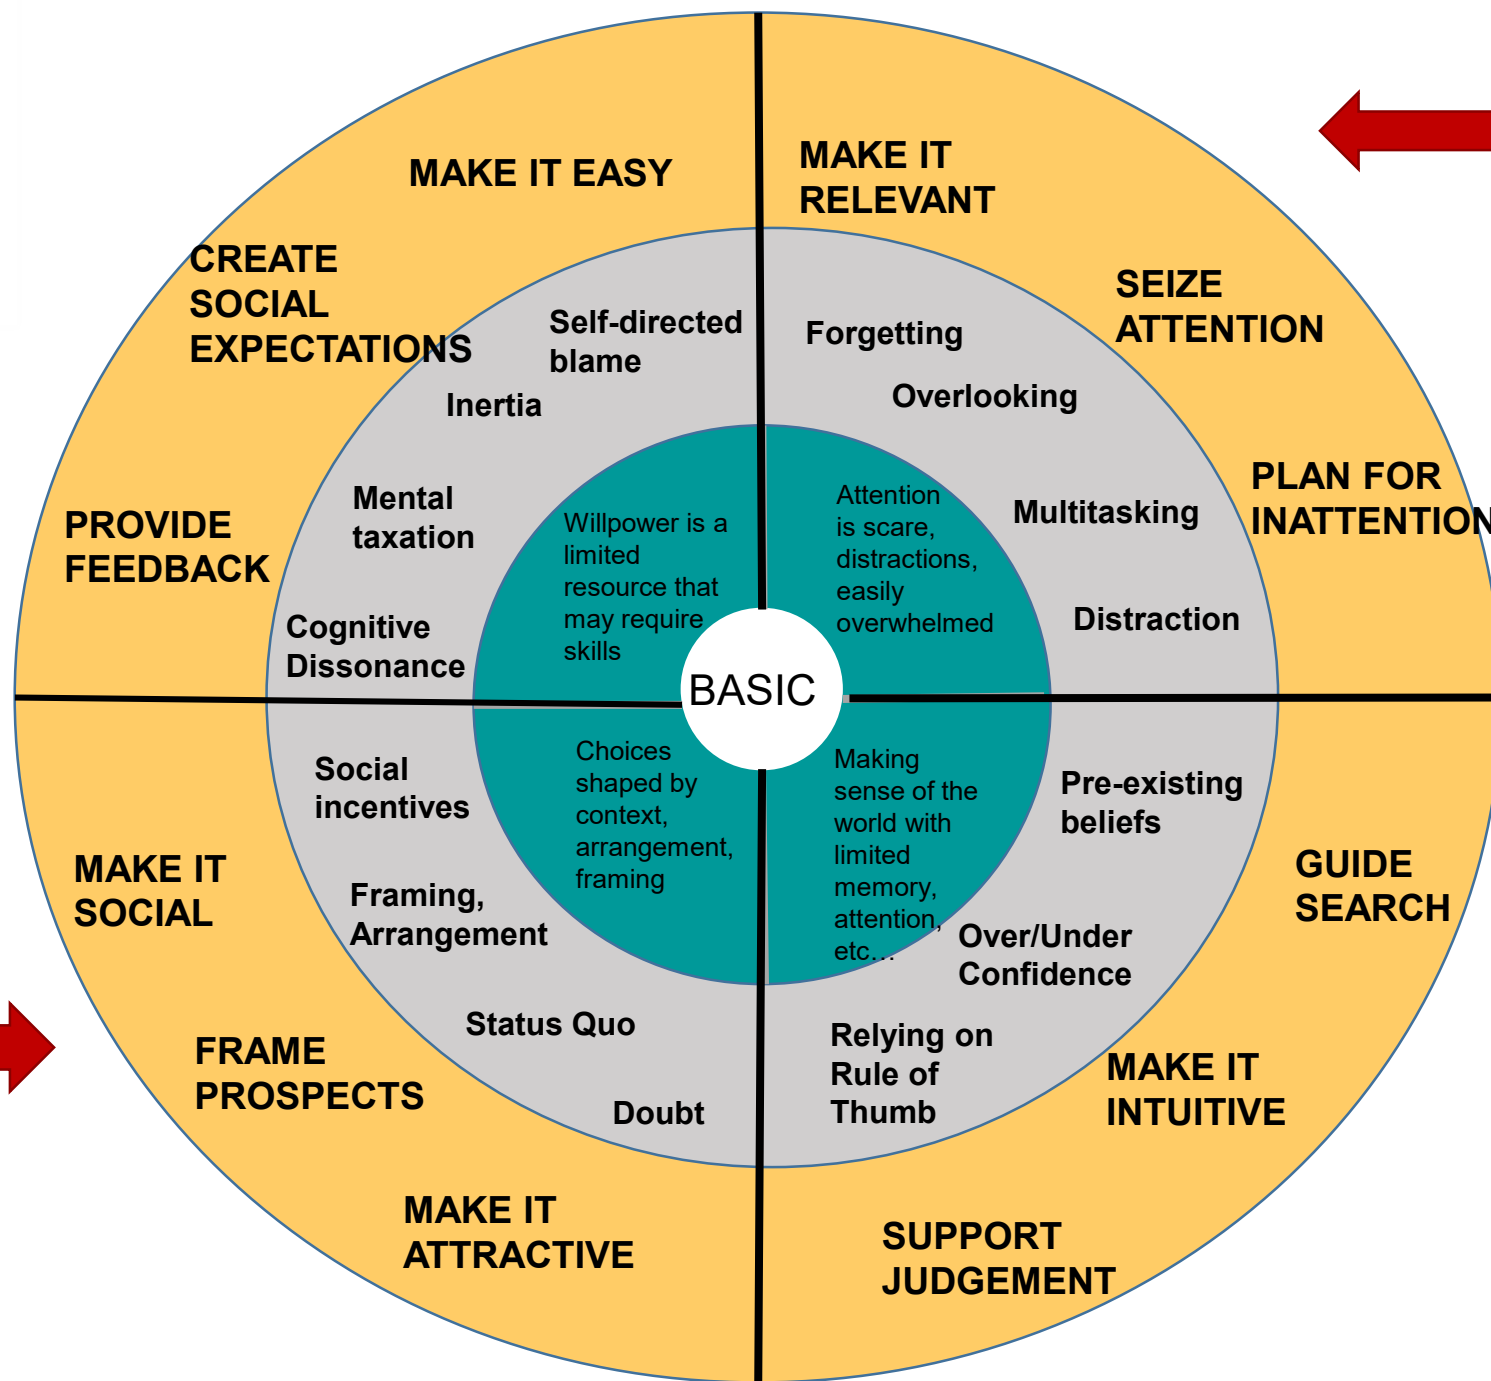 MAKE IT EASY
CREATE
SOCIAL
EXPECTATIONS
PROVIDE
FEEDBACK
Self-directed
blame
Inertia
Mental
taxation
Cognitive
Dissonance
Willpower is a
limited
resource that
may require
skills
MAKE IT
RELEVANT
SEIZE
ATTENTION
PLAN FOR
INATTENTION
Forgetting
Overlooking
Multitasking
Distraction
Attention
is scare,
distractions,
easily
overwhelmed
BASIC
Choices
shaped by
context,
arrangement,
framing
Social
incentives
Framing,
Arrangement
Status Quo
Doubt
MAKE IT
SOCIAL
FRAME
PROSPECTS
MAKE IT
ATTRACTIVE
Making
sense of the
world with
limited
memory,
attention,
etc…
Pre-existing
beliefs
Over/Under
Confidence
Relying on
Rule of
Thumb
GUIDE
SEARCH
MAKE IT
INTUITIVE
SUPPORT
JUDGEMENT